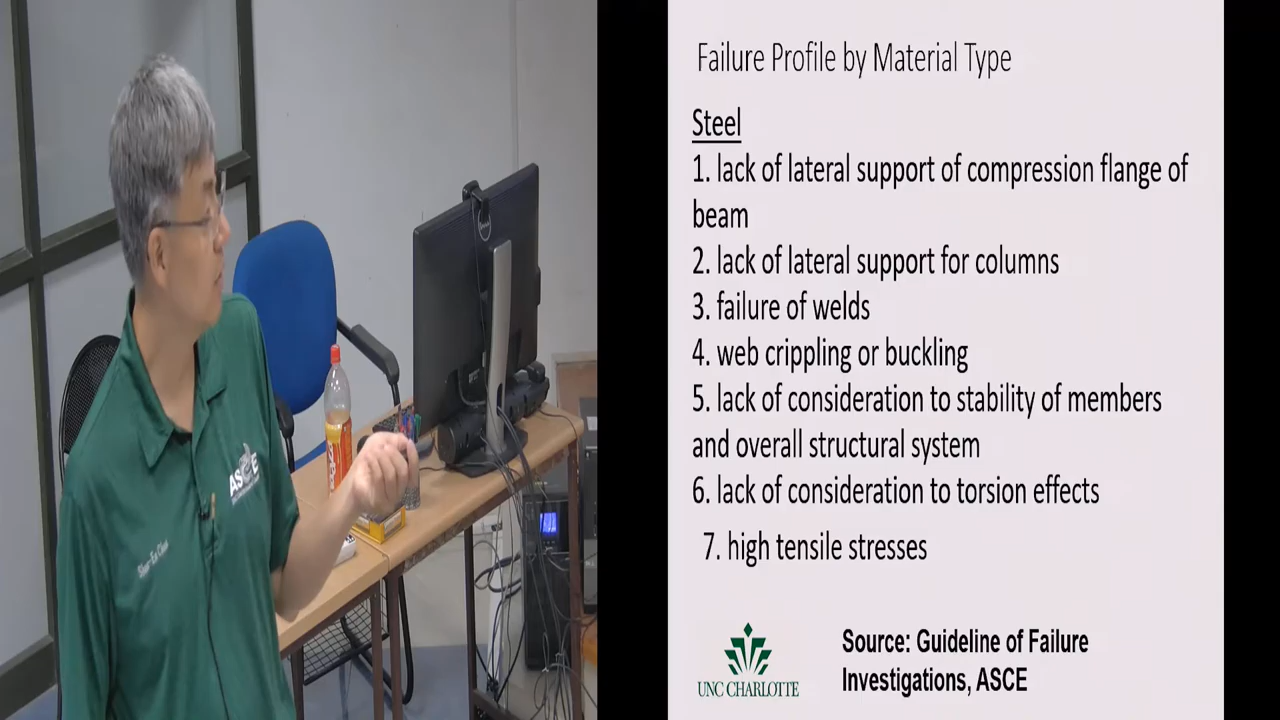 Failure Profile by Material Type
Steel
1. lack of lateral support of compression flange of
beam
2. lack of lateral support for columns
3. failure of welds
4. web crippling or buckling
5. lack of consideration to stability of members
and overall structural system
6. lack of consideration to torsion effects
7. high tensile stresses
UNC CHARLOTTE
Source: Guideline of Failure
Investigations, ASCE
ASCE